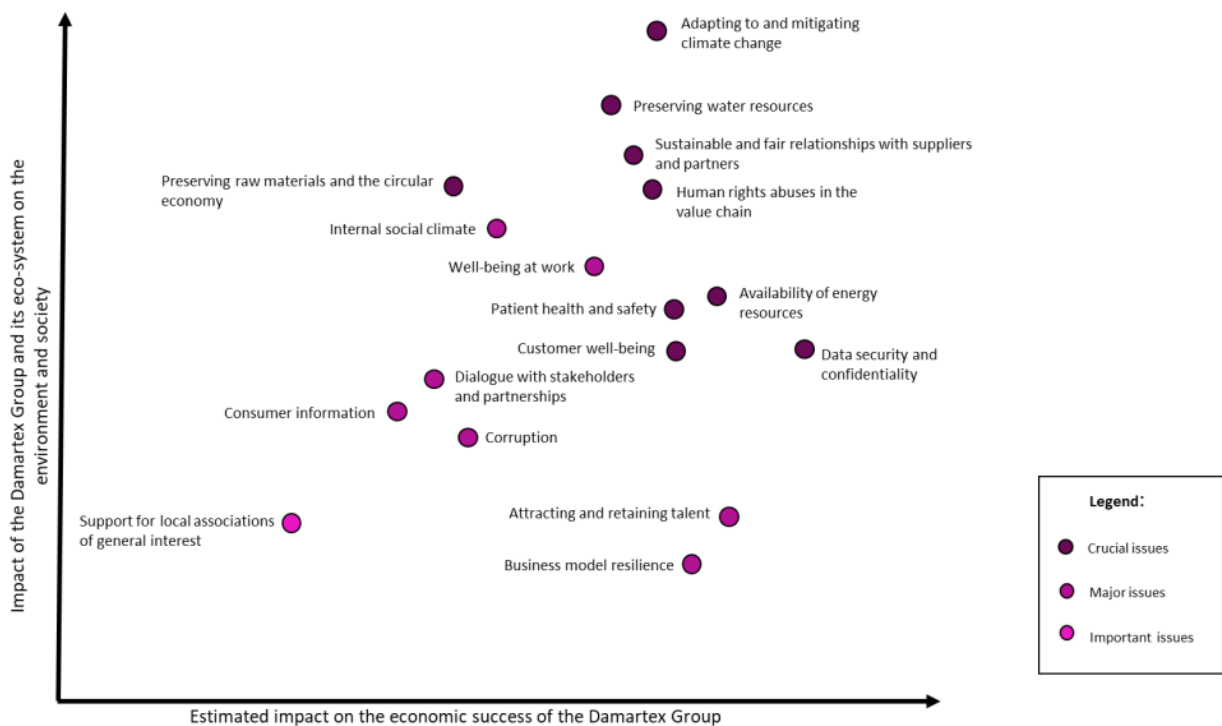 Impact of the Damartex Group and its eco-system on the
environment and society
Adapting to and mitigating
climate change
Preserving water resources
Sustainable and fair relationships with suppliers
and partners
Preserving raw materials and the circular
economy
Human rights abuses in the
value chain
Internal social climate
Well-being at work
Patient health and safety
Availability of energy
resources
Customer well-being
Data security and
confidentiality
Dialogue with stakeholders
and partnerships
Consumer information
Corruption
Support for local associations
of general interest
Attracting and retaining talent
Business model resilience
Legend:
Crucial issues
Major issues
Important issues
Estimated impact on the economic success of the Damartex Group